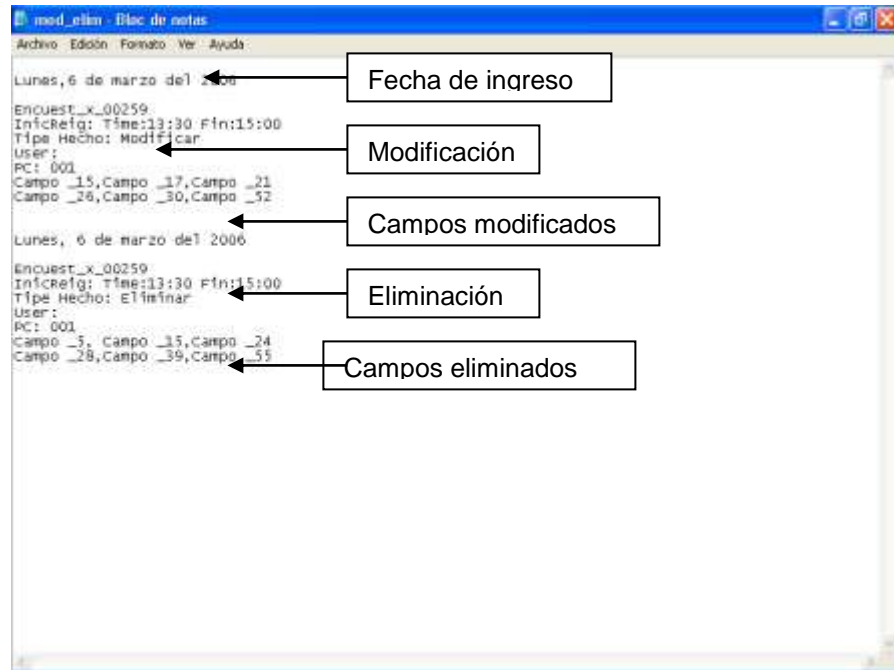 mod_elim - Bloc de notas
Archivo Edición Formato Ver Ayuda
Lunes,6 de marzo del 2006
Fecha de ingreso
Encuest_x_00259
InicReig: Time:13:30 Fin:15:00
Tipe Hecho: Modificar
User:
Modificación
PC: 001
Campo _15,Campo _17,Campo _21
Campo _26,Campo _30,Campo _52
Campos modificados
Lunes, 6 de marzo del 2006
Encuest_x_00259
InicReig: Time:13:30 Fin:15:00
Tipe Hecho: Eliminar
Eliminación
User:
PC: 001
Campo _5, Campo _15,Campo _24
Campo _28,Campo _39,Campo _55
Campos eliminados